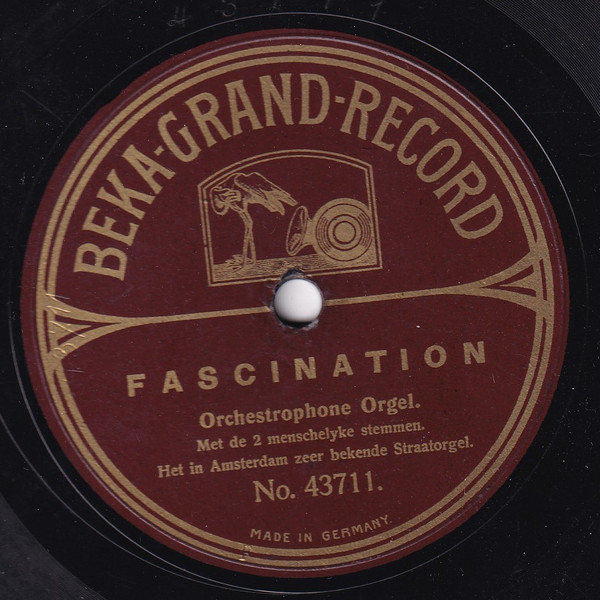 BEKA-GRAND-RECORD
FASCINATION
Orchestrophone Orgel.
Met de 2 menschelyke stemmen.
Het in Amsterdam zeer bekende Straatorgel.
No. 43711.
MADE IN GERMANY.